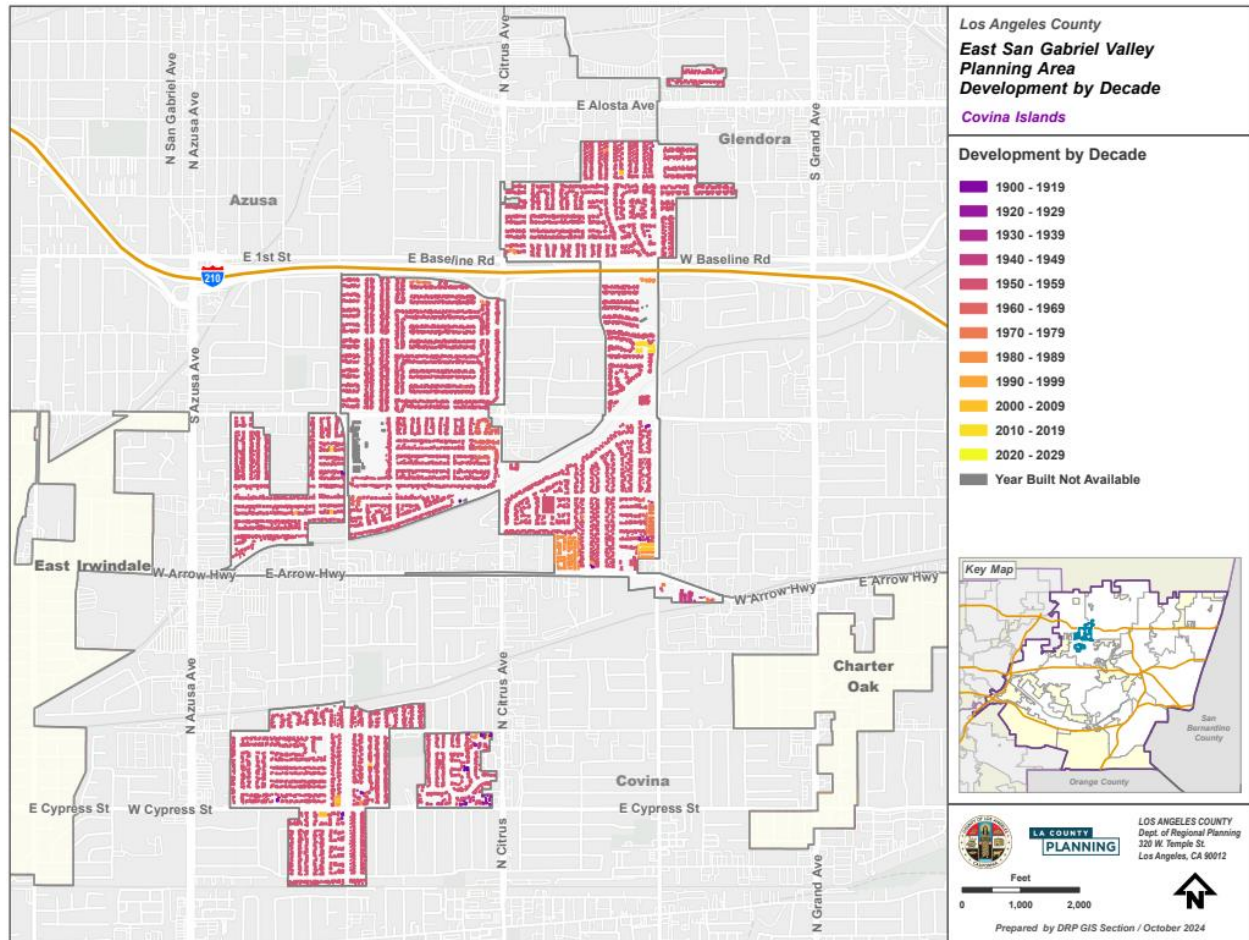 Los Angeles County
East San Gabriel Valley
Planning Area
Development by Decade
Covina Islands
Development by Decade
1900 - 1919
1920 - 1929
1930 - 1939
1940 - 1949
1950 - 1959
1960 - 1969
1970 - 1979
1980 - 1989
1990 - 1999
2000 - 2009
2010 - 2019
2020 - 2029
Year Built Not Available
N San Gabriel Ave
N Azusa Ave
N Citrus Ave
E Alosta Ave
Glendora
S Grand Ave
Azusa
E 1st St
E Baseline Rd
W Baseline Rd
210
S Azusa Ave
East Irwindale
W Arrow Hwy
E Arrow Hwy
W Arrow Hwy
E Arrow Hwy
Charter
Oak
N Azusa Ave
N Citrus Ave
Covina
E Cypress St
W Cypress St
E Cypress St
N Citrus
N Grand Ave
Key Map
San
Bernardino
County
Orange County
LA COUNTY
PLANNING
LOS ANGELES COUNTY
Dept. of Regional Planning
320 W. Temple St.
Los Angeles, CA 90012
Feet
0 1,000 2,000
N
Prepared by DRP GIS Section / October 2024